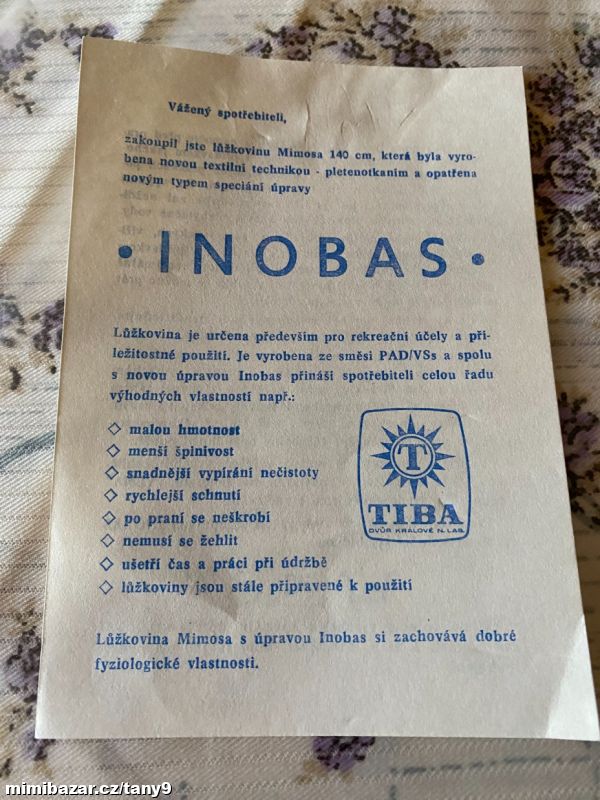 Vážený spotřebiteli,
zakoupil jste lůžkovinu Mimosa 140 cm, která byla vyro-
bena novou textilní technikou - pletenotkaním a opatřena
novým typem speciání úpravy
• INOBAS •
Lůžkovina je určena především pro rekreační účely a pří-
ležitostné použití. Je vyrobena ze směsi PAD/VSs a spolu
s novou úpravou Inobas přináší spotřebiteli celou řadu
výhodných vlastností např.:
◇ malou hmotnost
◇ menší špinivost
◇ snadnější vypírání nečistoty
◇ rychlejší schnutí
◇ po praní se neškrobí
◇ nemusí se žehlit
◇ ušetří čas a práci při údržbě
◇ lůžkoviny jsou stále připravené k použití
T
TIBA
DVŮR KRÁLOVÉ N. LAB.
Lůžkovina Mimosa s úpravou Inobas si zachovává dobré
fyziologické vlastnosti.
mimibazar.cz/tany9